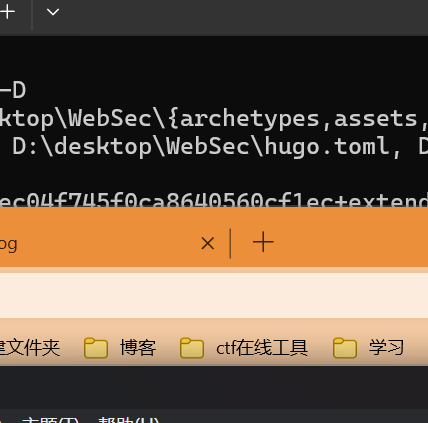 -D
ktop\WebSec\{archetypes,assets,
D:\desktop\WebSec\hugo.toml, D
ec04f745f0ca8640560cf1ec+extend
og
建文件夹 博客 ctf在线工具 学习
主题(T) 帮助(H)